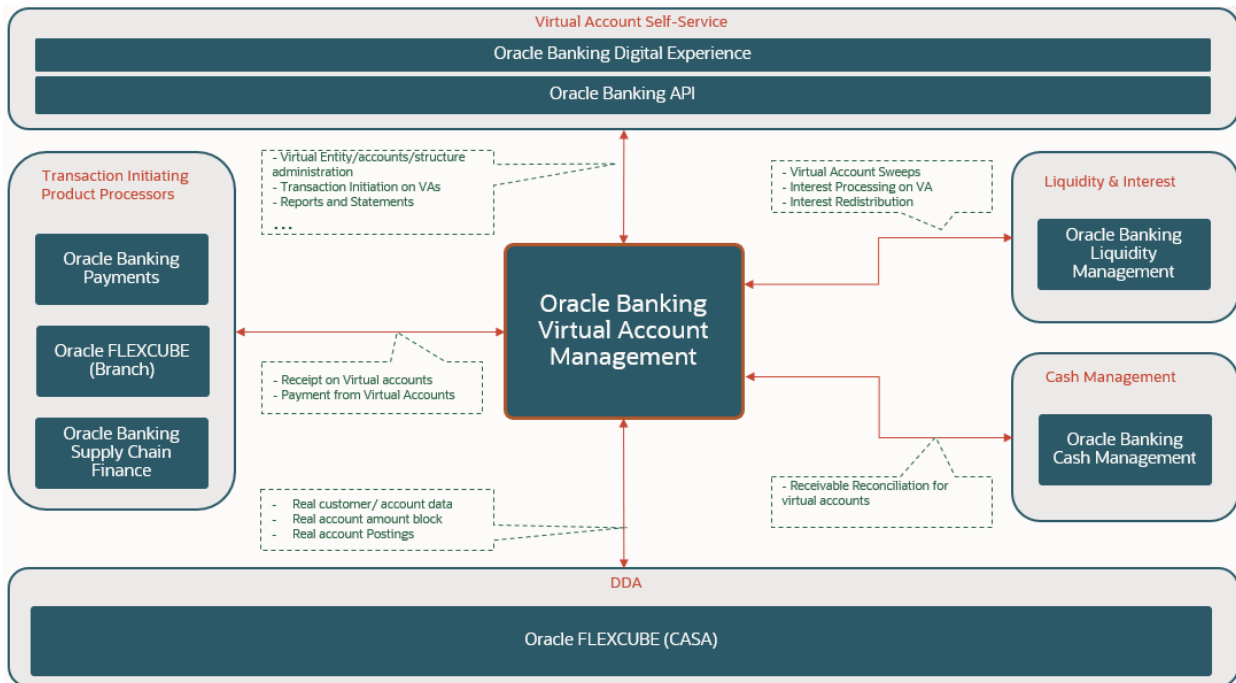 Virtual Account Self-Service
Oracle Banking Digital Experience
Oracle Banking API
- Virtual Entity/accounts/structure
administration
- Transaction Initiation on VAs
- Reports and Statements
...
- Virtual Account Sweeps
- Interest Processing on VA
- Interest Redistribution
Transaction Initiating
Product Processors
Oracle Banking
Payments
Oracle FLEXCUBE
(Branch)
Oracle Banking
Supply Chain
Finance
- Receipt on Virtual accounts
- Payment from Virtual Accounts
Oracle Banking
Virtual Account
Management
Liquidity & Interest
Oracle Banking
Liquidity
Management
Cash Management
Oracle Banking
Cash Management
- Receivable Reconciliation for
virtual accounts
- Real customer/ account data
- Real account amount block
- Real account Postings
DDA
Oracle FLEXCUBE (CASA)